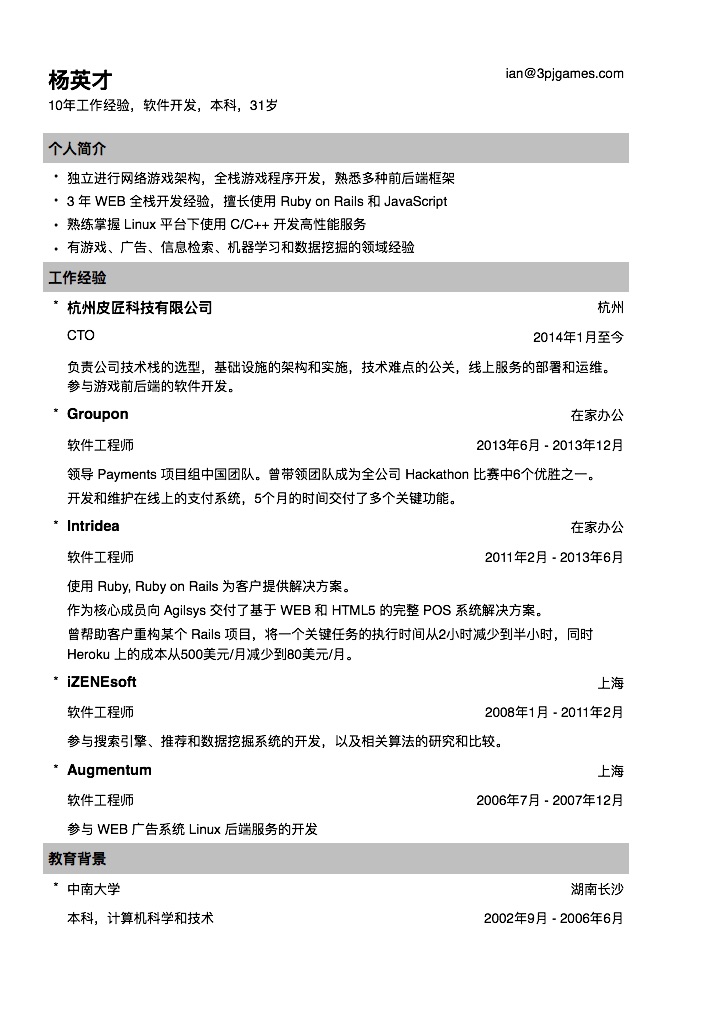 杨英才
ian@3pjgames.com
10年工作经验，软件开发，本科，31岁
个人简介
• 独立进行网络游戏架构，全栈游戏程序开发，熟悉多种前后端框架
• 3 年 WEB 全栈开发经验，擅长使用 Ruby on Rails 和 JavaScript
• 熟练掌握 Linux 平台下使用 C/C++ 开发高性能服务
• 有游戏、广告、信息检索、机器学习和数据挖掘的领域经验
工作经验
* 杭州皮匠科技有限公司 杭州
CTO 2014年1月至今
负责公司技术栈的选型，基础设施的架构和实施，技术难点的公关，线上服务的部署和运维。
参与游戏前后端的软件开发。
* Groupon 在家办公
软件工程师 2013年6月 - 2013年12月
领导 Payments 项目组中国团队。曾带领团队成为全公司 Hackathon 比赛中6个优胜之一。
开发和维护在线上的支付系统，5个月的时间交付了多个关键功能。
* Intridea 在家办公
软件工程师 2011年2月 - 2013年6月
使用 Ruby, Ruby on Rails 为客户提供解决方案。
作为核心成员向 Agilsys 交付了基于 WEB 和 HTML5 的完整 POS 系统解决方案。
曾帮助客户重构某个 Rails 项目，将一个关键任务的执行时间从2小时减少到半小时，同时
Heroku 上的成本从500美元/月减少到80美元/月。
* iZENEsoft 上海
软件工程师 2008年1月 - 2011年2月
参与搜索引擎、推荐和数据挖掘系统的开发，以及相关算法的研究和比较。
* Augmentum 上海
软件工程师 2006年7月 - 2007年12月
参与 WEB 广告系统 Linux 后端服务的开发
教育背景
* 中南大学 湖南长沙
本科，计算机科学和技术 2002年9月 - 2006年6月